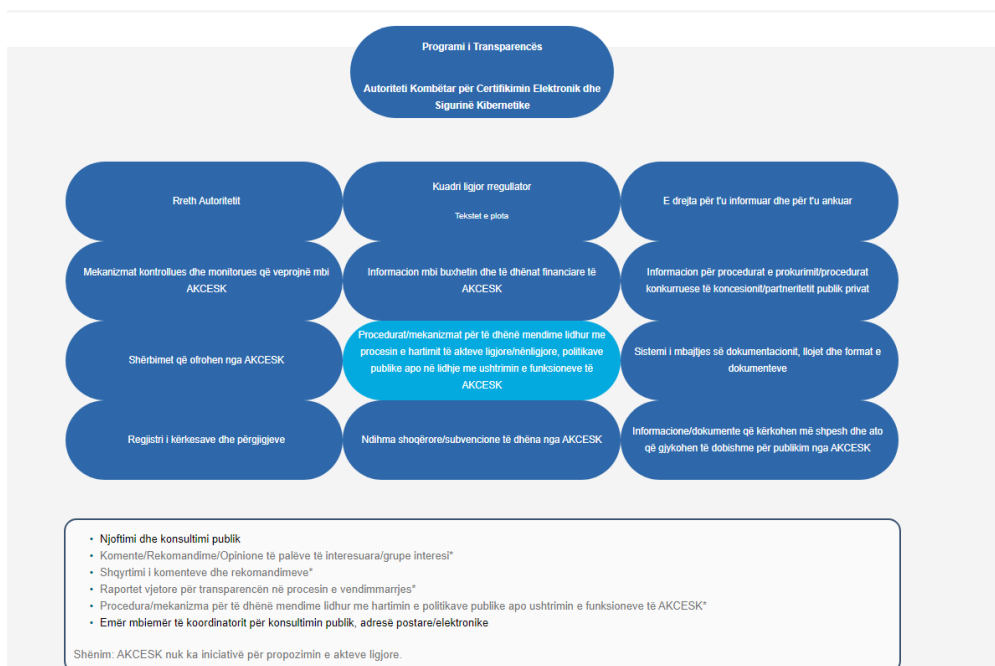 Programi i Transparencës
Autoriteti Kombëtar për Certifikimin Elektronik dhe
Sigurinë Kibernetike
Rreth Autoritetit
Kuadri ligjor rregullator
Tekstet e plota
E drejta për t'u informuar dhe për t'u ankuar
Mekanizmat kontrollues dhe monitorues që veprojnë mbi
AKCESK
Informacion mbi buxhetin dhe të dhënat financiare të
AKCESK
Informacion për procedurat e prokurimit/procedurat
konkurruese të koncesionit/partneritetit publik privat
Shërbimet që ofrohen nga AKCESK
Procedurat/mekanizmat për të dhënë mendime lidhur me
procesin e hartimit të akteve ligjore/nënligjore, politikave
publike apo në lidhje me ushtrimin e funksioneve të
AKCESK
Sistemi i mbajtjes së dokumentacionit, llojet dhe format e
dokumenteve
Regjistri i kërkesave dhe përgjigjeve
Ndihma shoqërore/subvencione të dhëna nga AKCESK
Informacione/dokumente që kërkohen më shpesh dhe ato
që gjykohen të dobishme për publikim nga AKCESK
• Njoftimi dhe konsultimi publik
• Komente/Rekomandime/Opinione të palëve të interesuara/grupe interesi*
• Shqyrtimi i komenteve dhe rekomandimeve*
• Raportet vjetore për transparencën në procesin e vendimmarrjes*
• Procedura/mekanizma për të dhënë mendime lidhur me hartimin e politikave publike apo ushtrimin e funksioneve të AKCESK*
• Emër mbiemër të koordinatorit për konsultimin publik, adresë postare/elektronike
Shënim: AKCESK nuk ka iniciativë për propozimin e akteve ligjore.